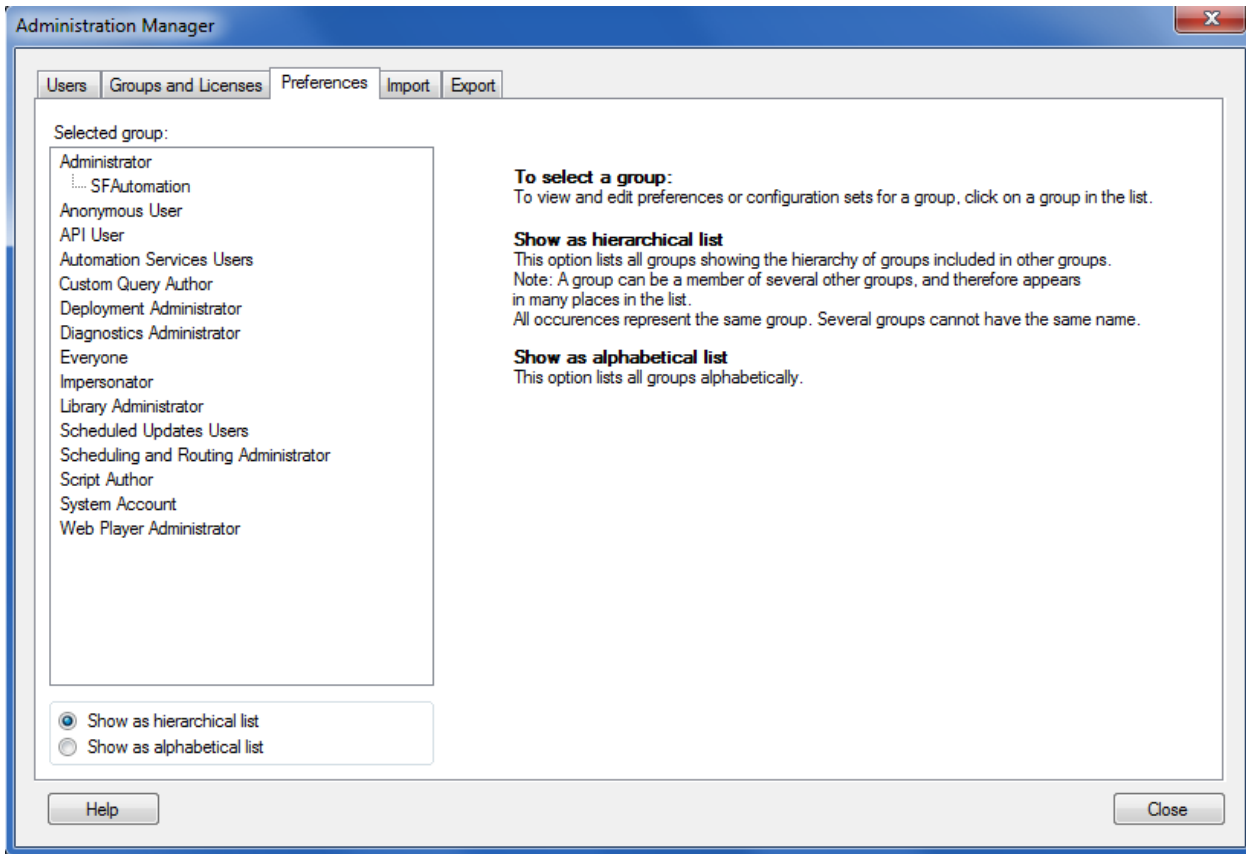 Administration Manager
Users
Groups and Licenses
Preferences
Import
Export
Selected group:
Administrator
SFAutomation
Anonymous User
API User
Automation Services Users
Custom Query Author
Deployment Administrator
Diagnostics Administrator
Everyone
Impersonator
Library Administrator
Scheduled Updates Users
Scheduling and Routing Administrator
Script Author
System Account
Web Player Administrator
Show as hierarchical list
Show as alphabetical list
To select a group:
To view and edit preferences or configuration sets for a group, click on a group in the list.
Show as hierarchical list
This option lists all groups showing the hierarchy of groups included in other groups.
Note: A group can be a member of several other groups, and therefore appears
in many places in the list.
All occurences represent the same group. Several groups cannot have the same name.
Show as alphabetical list
This option lists all groups alphabetically.
Help
Close